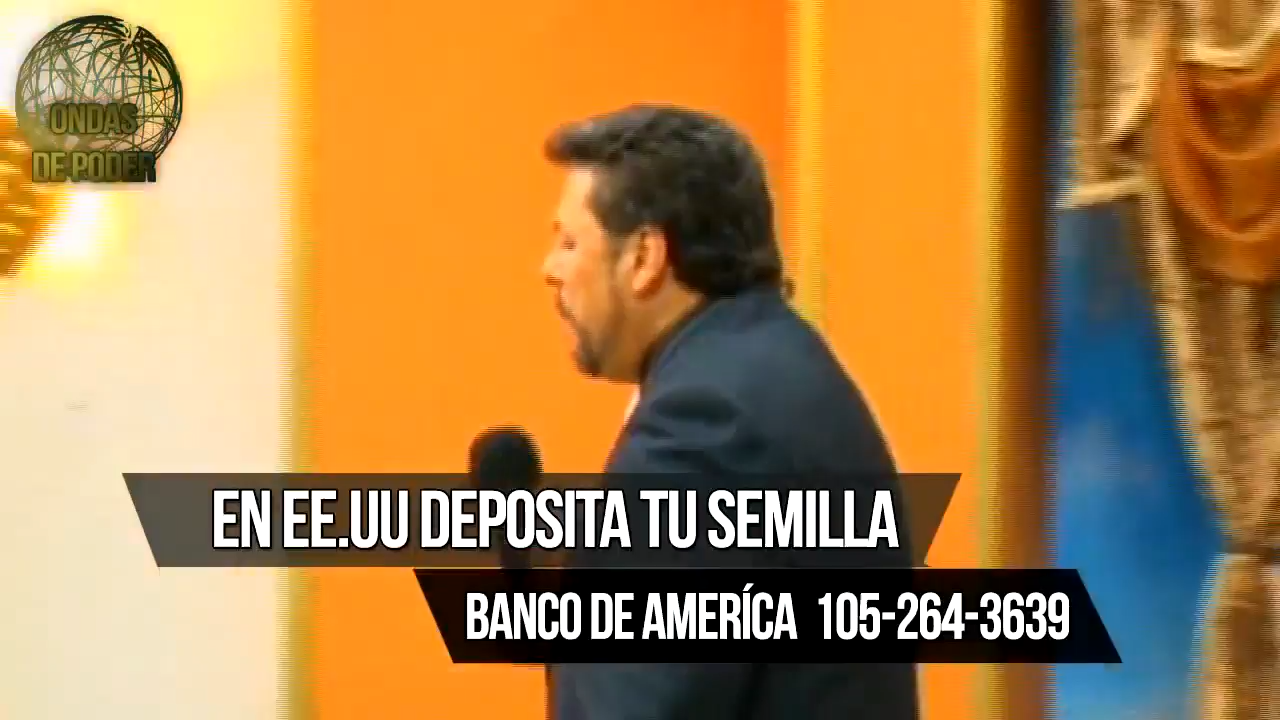 ONDAS
DE PODER
EN EE.UU DEPOSITA TU SEMILLA
BANCO DE AMERÍCA 105-264-3639